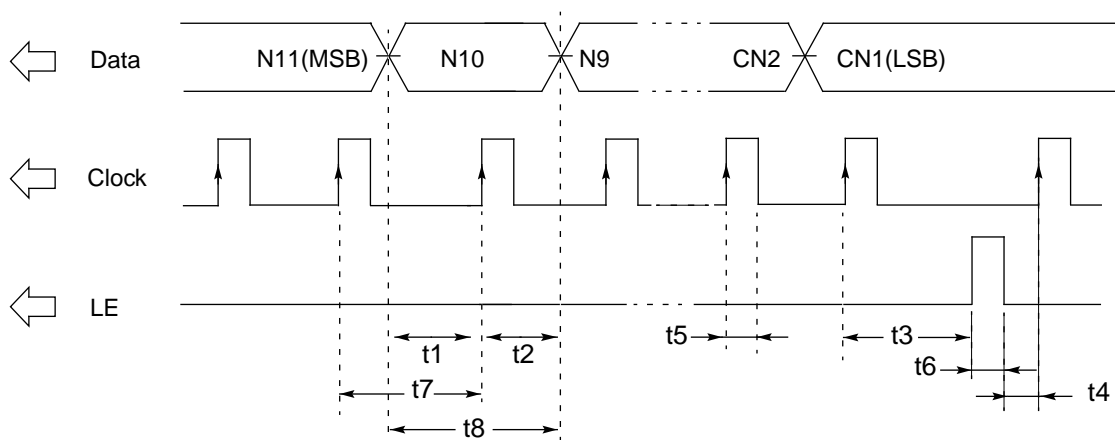 Data N11(MSB) N10 N9 CN2 CN1(LSB)
Clock
LE
t1 t2 t5 t3
t6
t7 t4
t8